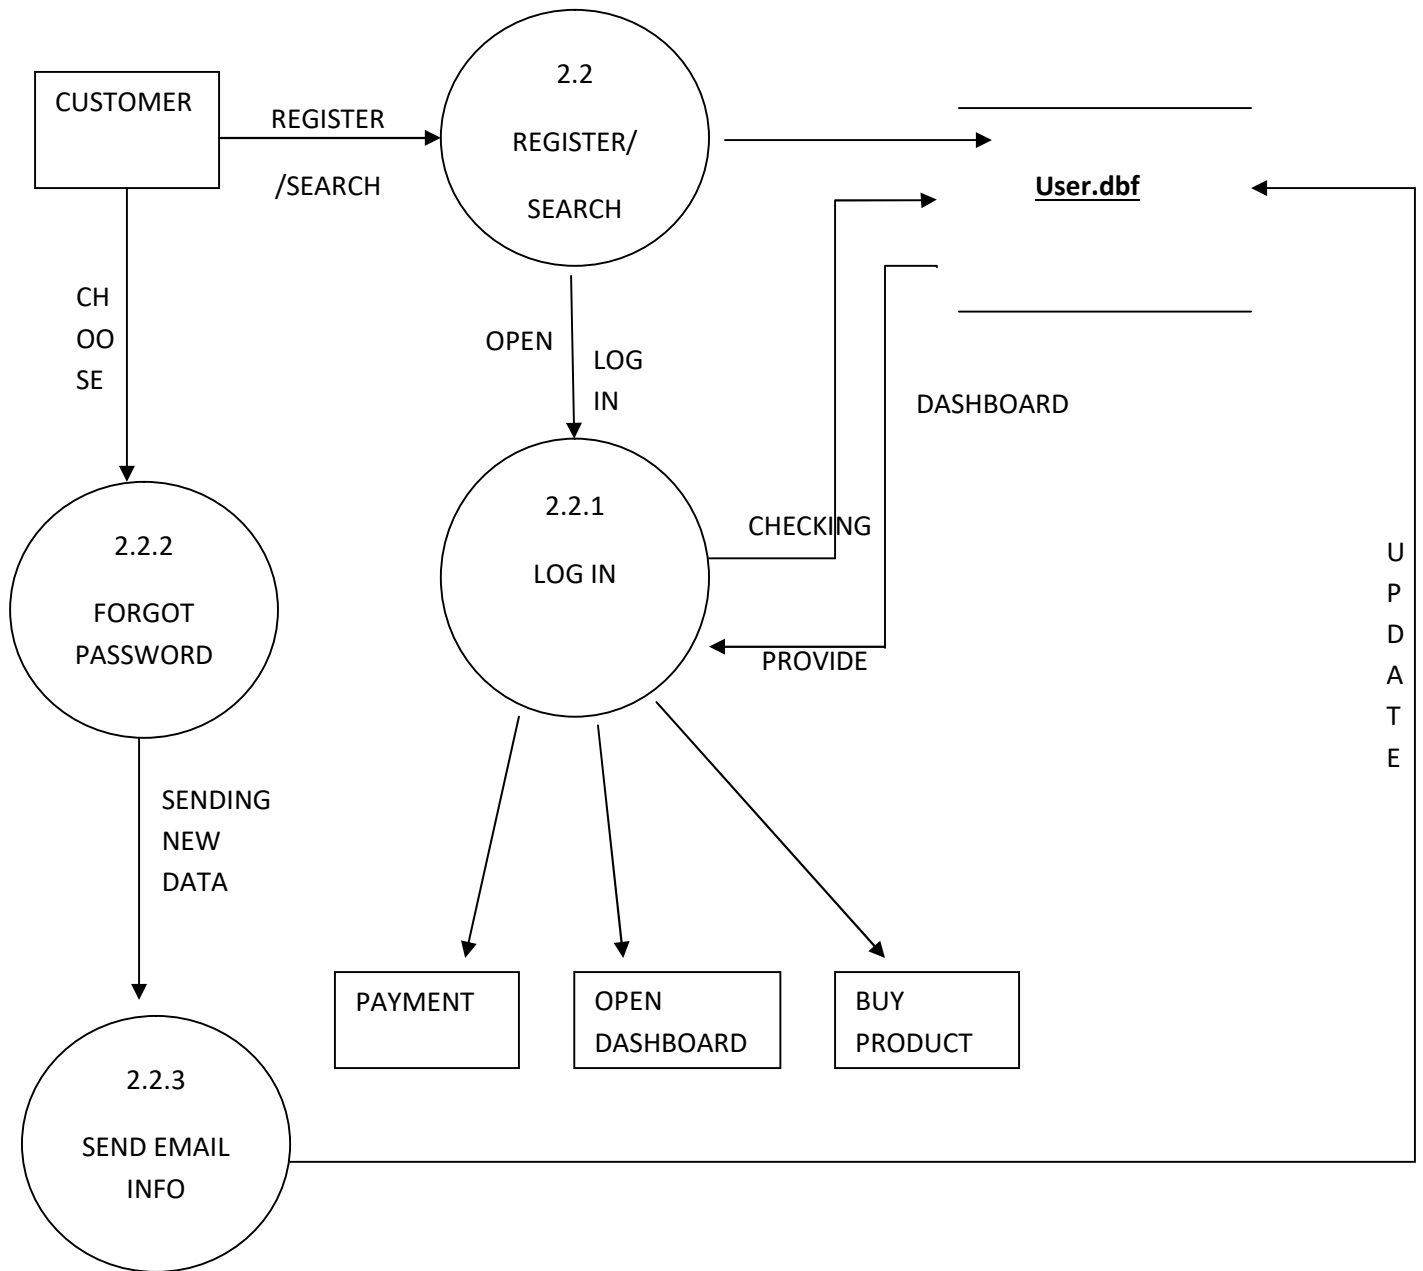 2.2
REGISTER/
SEARCH
CUSTOMER
REGISTER
/SEARCH
User.dbf
CH
OO
SE
OPEN
LOG
IN
DASHBOARD
2.2.1
LOG IN
CHECKING
PROVIDE
2.2.2
FORGOT
PASSWORD
U
P
D
A
T
E
SENDING
NEW
DATA
PAYMENT
OPEN
DASHBOARD
BUY
PRODUCT
2.2.3
SEND EMAIL
INFO